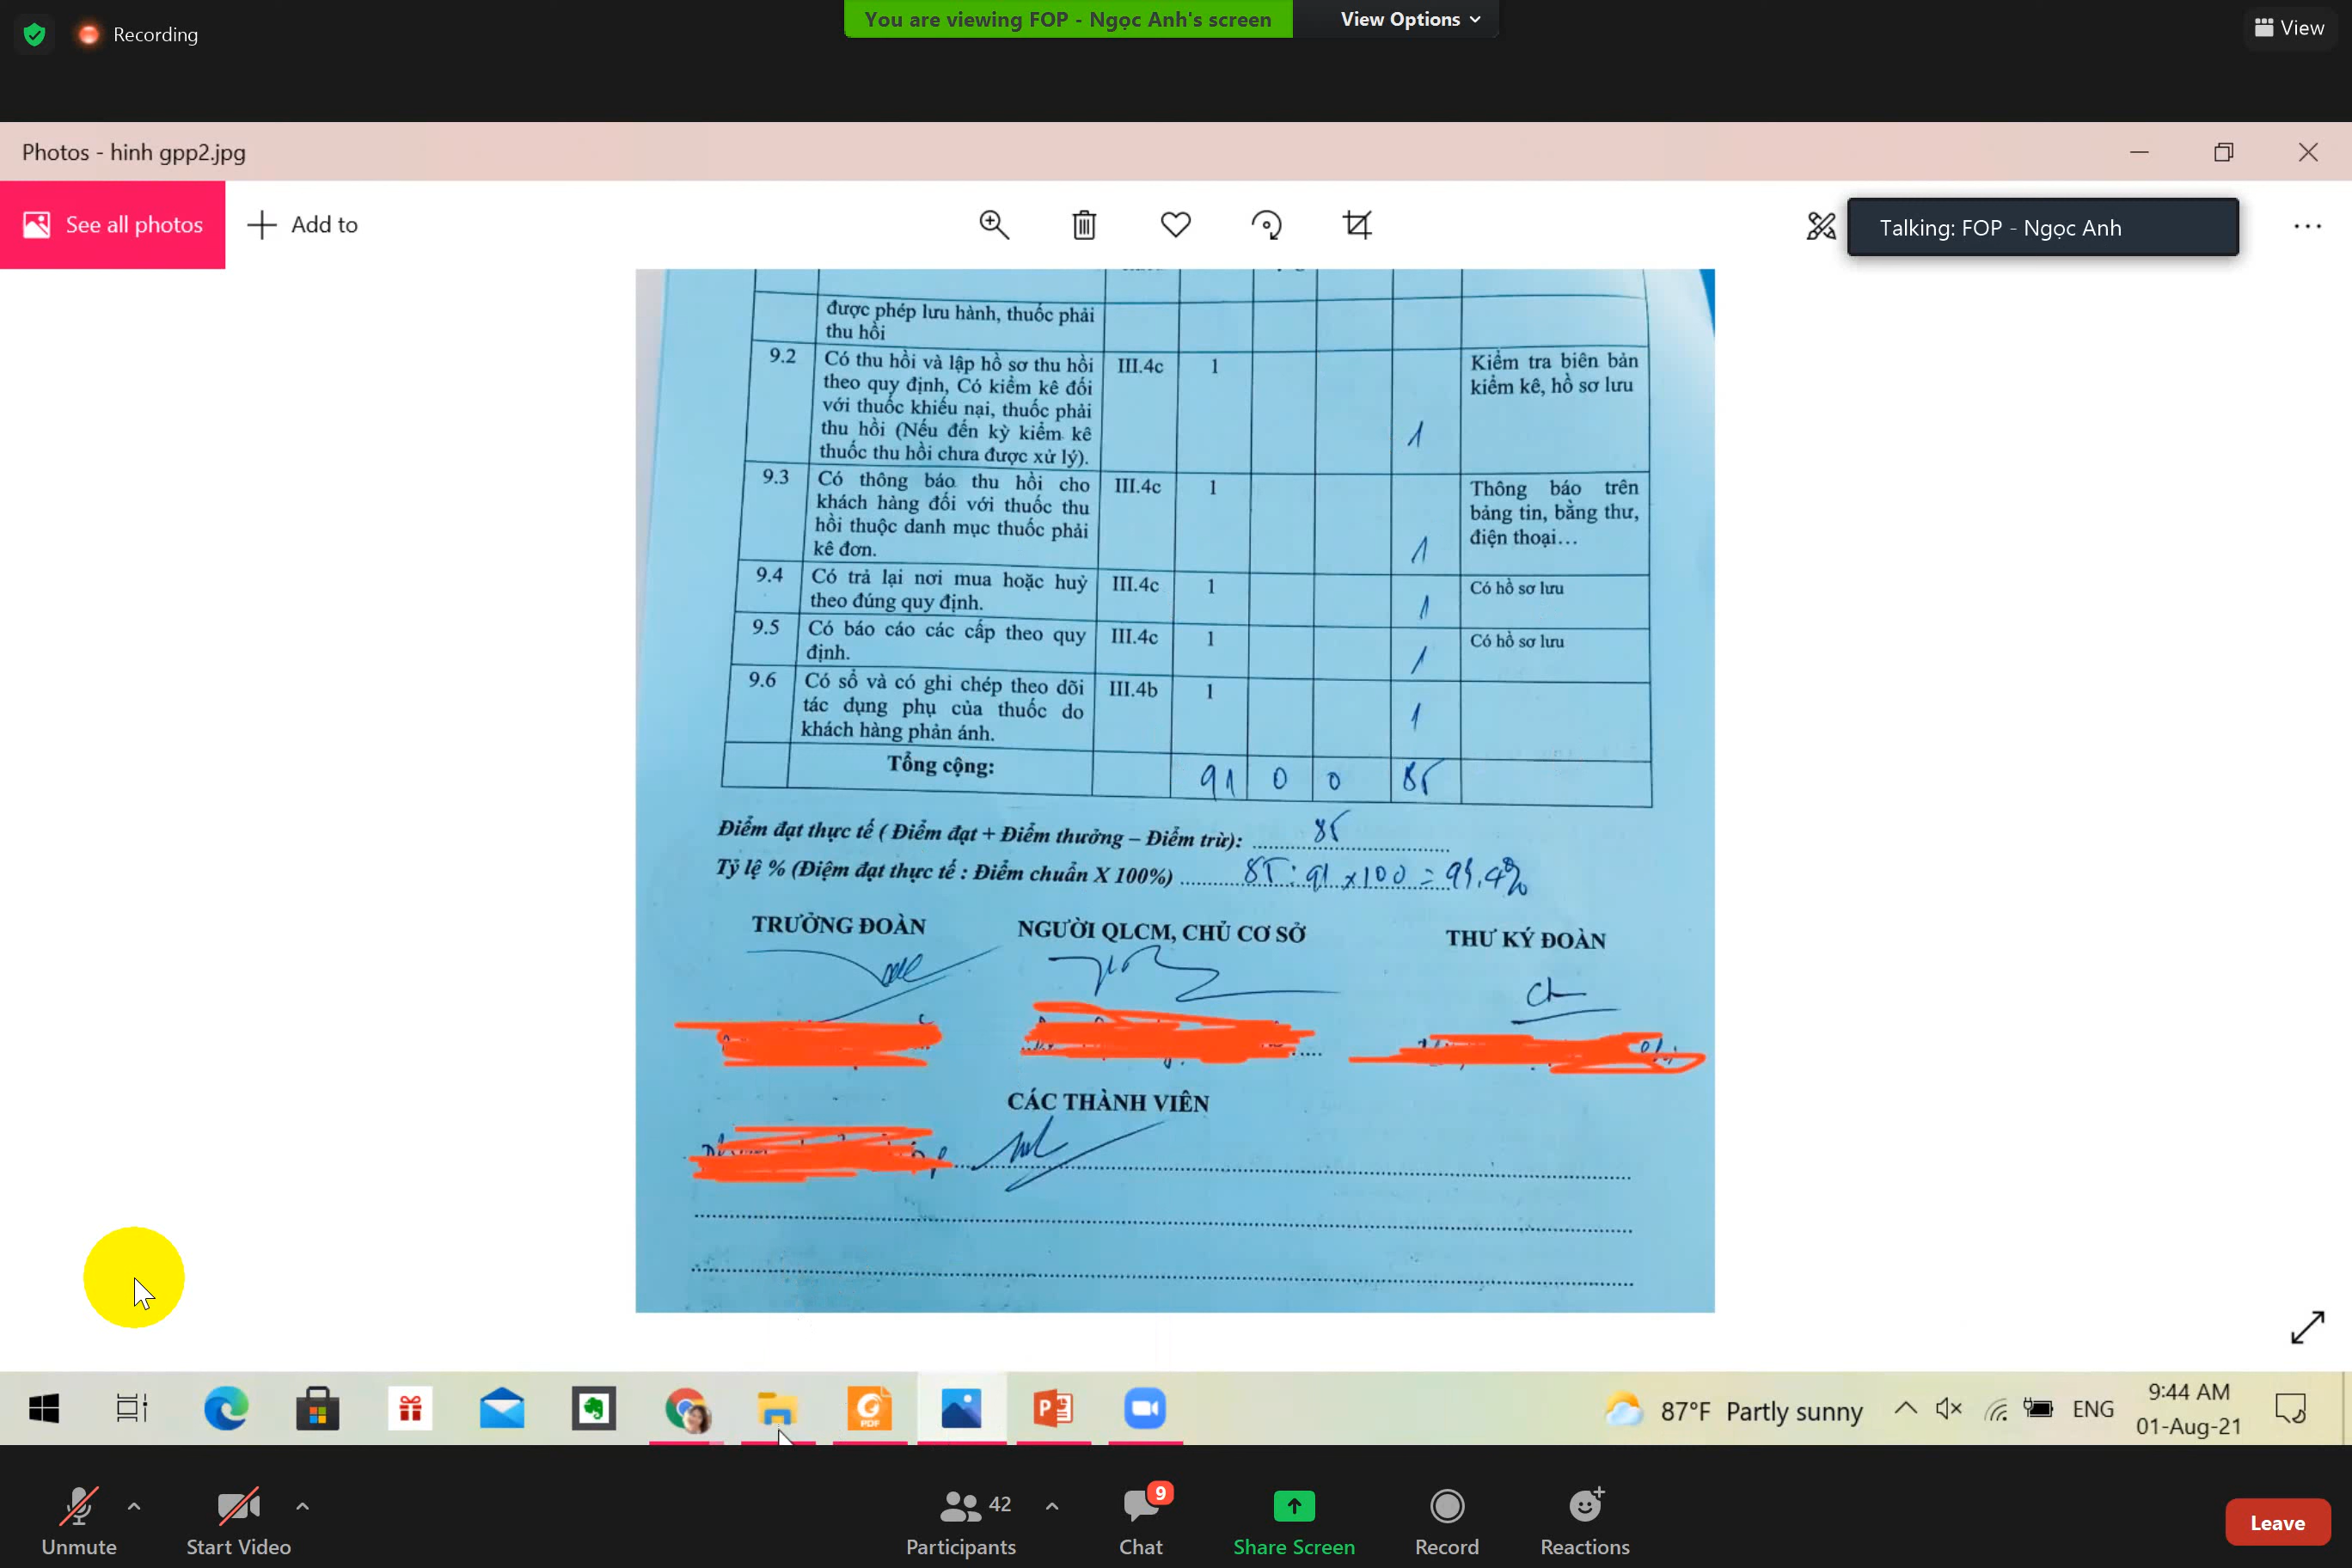 Recording
You are viewing FOP - Ngọc Anh's screen
View Options
View
Photos - hinh gpp2.jpg
See all photos
Add to
Talking: FOP - Ngọc Anh
được phép lưu hành, thuốc phải
thu hồi
9.2 Có thu hồi và lập hồ sơ thu hồi III.4c 1 Kiểm tra biên bản
theo quy định, Có kiểm kê đối kiểm kê, hồ sơ lưu
với thuốc khiếu nại, thuốc phải
thu hồi (Nếu đến kỳ kiểm kê 1
thuốc thu hồi chưa được xử lý).
9.3 Có thông báo thu hồi cho III.4c 1 Thông báo trên
khách hàng đối với thuốc thu bảng tin, bằng thư,
hồi thuộc danh mục thuốc phải điện thoại...
kê đơn. 1
9.4 Có trả lại nơi mua hoặc huỷ III.4c 1 Có hồ sơ lưu
theo đúng quy định. 1
9.5 Có báo cáo các cấp theo quy III.4c 1 Có hồ sơ lưu
định. 1
9.6 Có sổ và có ghi chép theo dõi III.4b 1
tác dụng phụ của thuốc do 1
khách hàng phản ánh.
Tổng cộng: 91 0 0 85
Điểm đạt thực tế ( Điểm đạt + Điểm thưởng – Điểm trừ): 85
Tỷ lệ % (Điệm đạt thực tế : Điểm chuẩn X 100%) 85 : 91 x 100 =
TRƯỞNG ĐOÀN NGƯỜI QLCM, CHỦ CƠ SỞ THƯ KÝ ĐOÀN
CÁC THÀNH VIÊN
PDF
87°F Partly sunny
ENG
9:44 AM
01-Aug-21
Unmute
Start Video
42
Participants
9
Chat
Share Screen
Record
Reactions
Leave